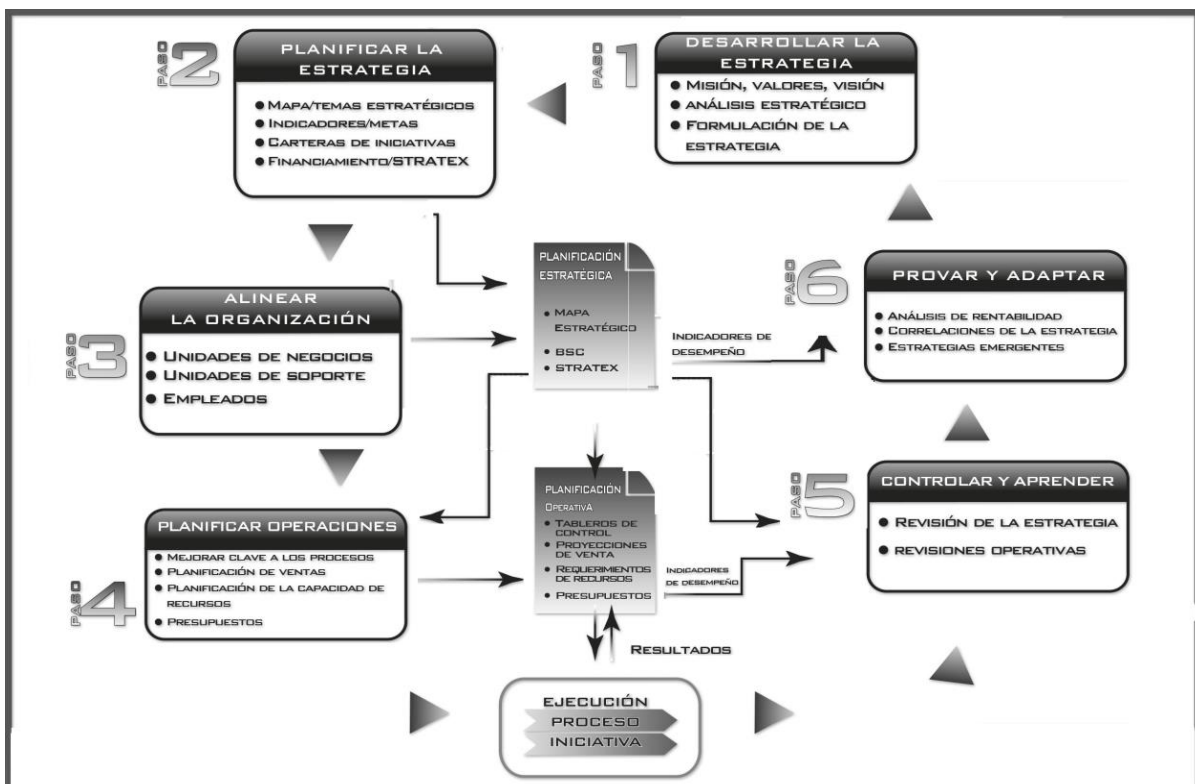 PASO 1
DESARROLLAR LA
ESTRATEGIA
● MISIÓN, VALORES, VISIÓN
● ANÁLISIS ESTRATÉGICO
● FORMULACIÓN DE LA
ESTRATEGIA
PASO 2
PLANIFICAR LA
ESTRATEGIA
● MAPA/TEMAS ESTRATÉGICOS
● INDICADORES/METAS
● CARTERAS DE INICIATIVAS
● FINANCIAMIENTO/STRATEX
PASO 3
ALINEAR
LA ORGANIZACIÓN
● UNIDADES DE NEGOCIOS
● UNIDADES DE SOPORTE
● EMPLEADOS
PLANIFICACIÓN
ESTRATÉGICA
● MAPA
ESTRATÉGICO
● BSC
● STRATEX
INDICADORES DE
DESEMPEÑO
PASO 6
PROVAR Y ADAPTAR
● ANÁLISIS DE RENTABILIDAD
● CORRELACIONES DE LA ESTRATEGIA
● ESTRATEGIAS EMERGENTES
PASO 4
PLANIFICAR OPERACIONES
● MEJORAR CLAVE A LOS PROCESOS
● PLANIFICACIÓN DE VENTAS
● PLANIFICACIÓN DE LA CAPACIDAD DE
RECURSOS
● PRESUPUESTOS
PLANIFICACIÓN
OPERATIVA
● TABLEROS DE
CONTROL
● PROYECCIONES
DE VENTA
● REQUERIMIENTOS
DE RECURSOS
● PRESUPUESTOS
INDICADORES
DE DESEMPEÑO
PASO 5
CONTROLAR Y APRENDER
● REVISIÓN DE LA ESTRATEGIA
● REVISIONES OPERATIVAS
RESULTADOS
EJECUCIÓN
PROCESO
INICIATIVA